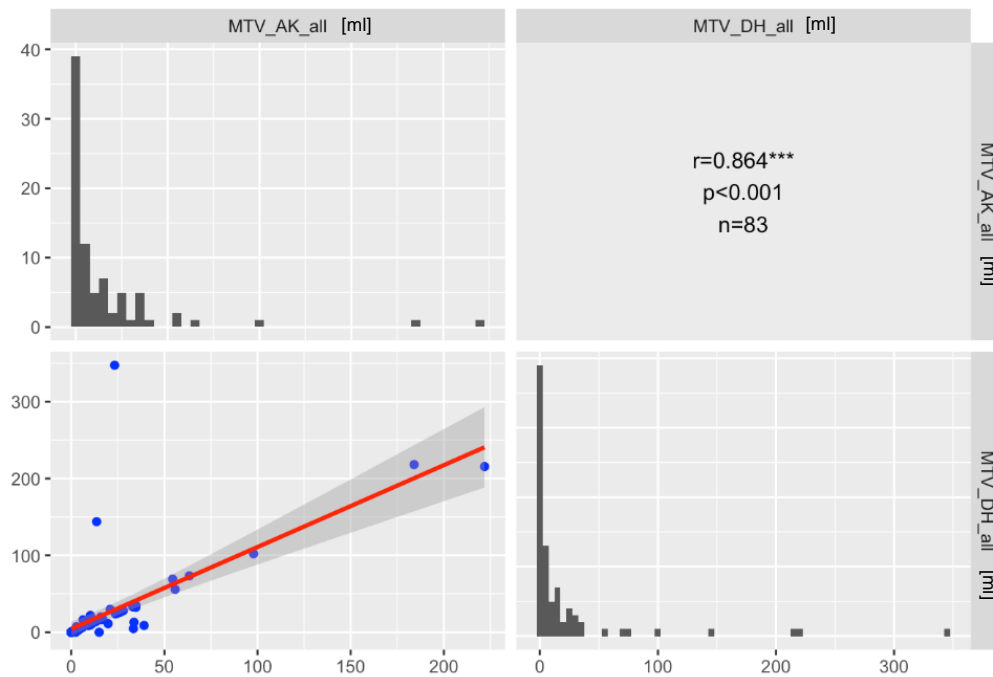 MTV_AK_all [ml]
MTV_DH_all [ml]
40
30
20
10
0
r=0.864***
p<0.001
n=83
MTV_AK_all [ml]
300
200
100
0
MTV_DH_all [ml]
0 50 100 150 200
0 100 200 300